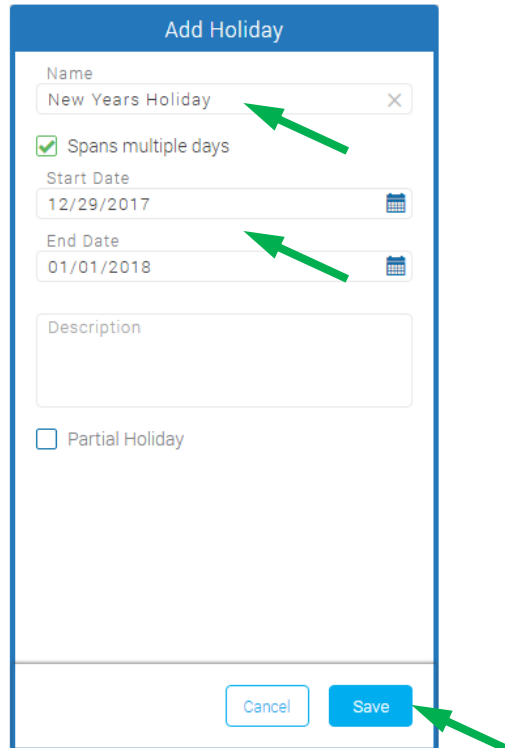 Add Holiday
Name
New Years Holiday
Spans multiple days
Start Date
12/29/2017
End Date
01/01/2018
Description
Partial Holiday
Cancel Save